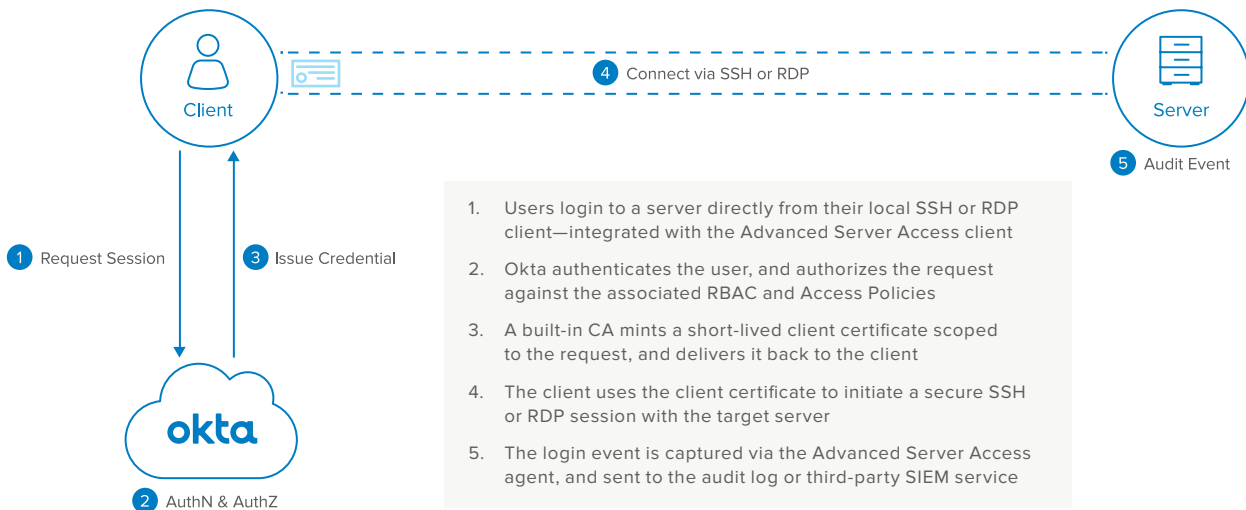 Client
4 Connect via SSH or RDP
Server
5 Audit Event
1 Request Session
3 Issue Credential
okta
2 AuthN & AuthZ
1. Users login to a server directly from their local SSH or RDP
client—integrated with the Advanced Server Access client
2. Okta authenticates the user, and authorizes the request
against the associated RBAC and Access Policies
3. A built-in CA mints a short-lived client certificate scoped
to the request, and delivers it back to the client
4. The client uses the client certificate to initiate a secure SSH
or RDP session with the target server
5. The login event is captured via the Advanced Server Access
agent, and sent to the audit log or third-party SIEM service